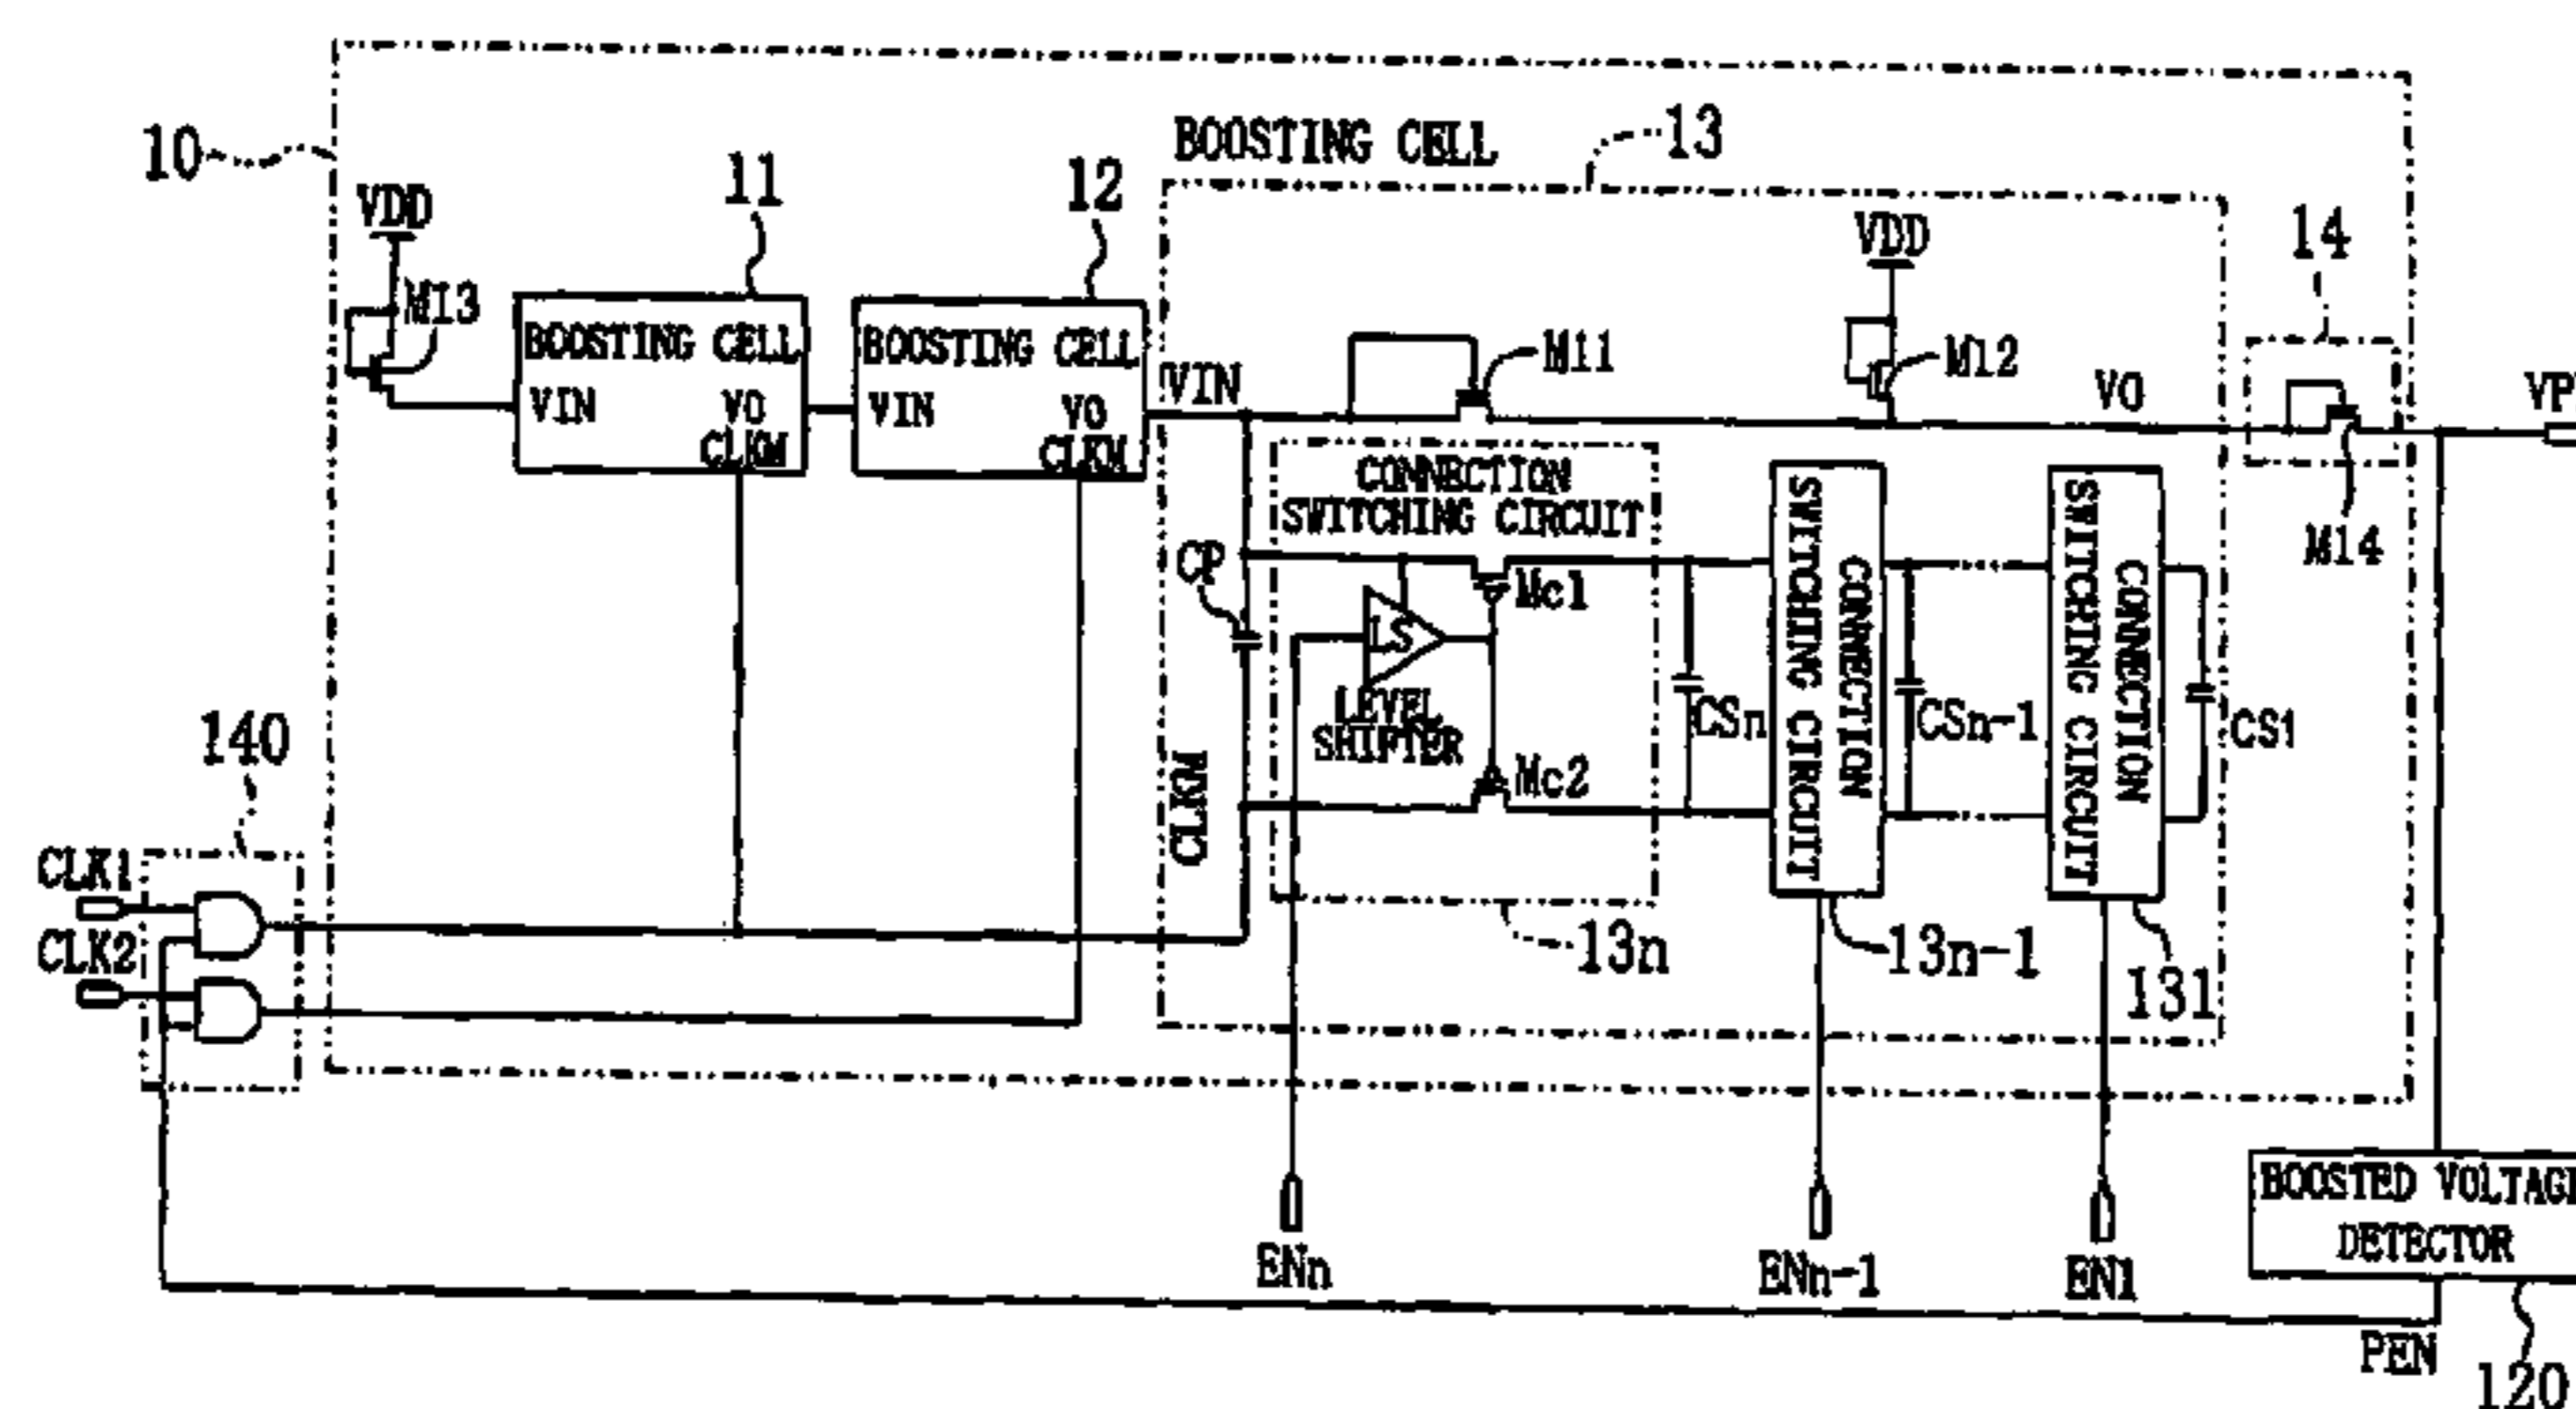 10
VDD
M13
11
BOOSTING CELL
VIN
VO
CLKM
12
BOOSTING CELL
VIN
VO
CLKM
BOOSTING CELL
13
VIN
M11
VDD
M12
VO
14
M14
CONNECTION
SWITCHING CIRCUIT
CP
Mc1
LS
LEVEL
SHIFTER
Mc2
CLKM
CSn
CONNECTION
SWITCHING CIRCUIT
CSn-1
CONNECTION
SWITCHING CIRCUIT
CS1
140
CLK1
CLK2
13n
13n-1
131
ENn
ENn-1
EN1
BOOSTED VOLTAGE
DETECTOR
PEN
120